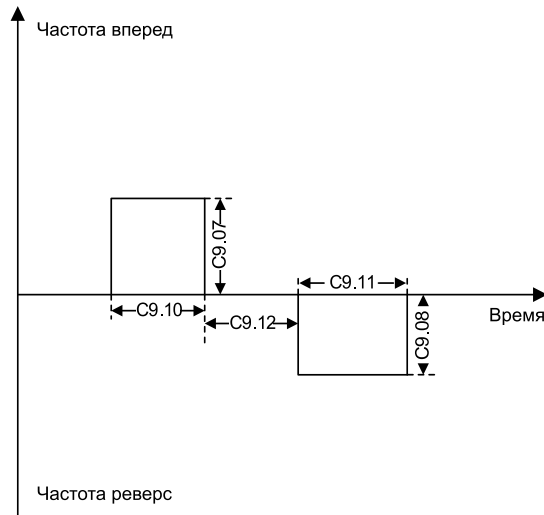 Частота вперед
C9.07
C9.11
C9.10
C9.12
Время
C9.08
Частота реверс